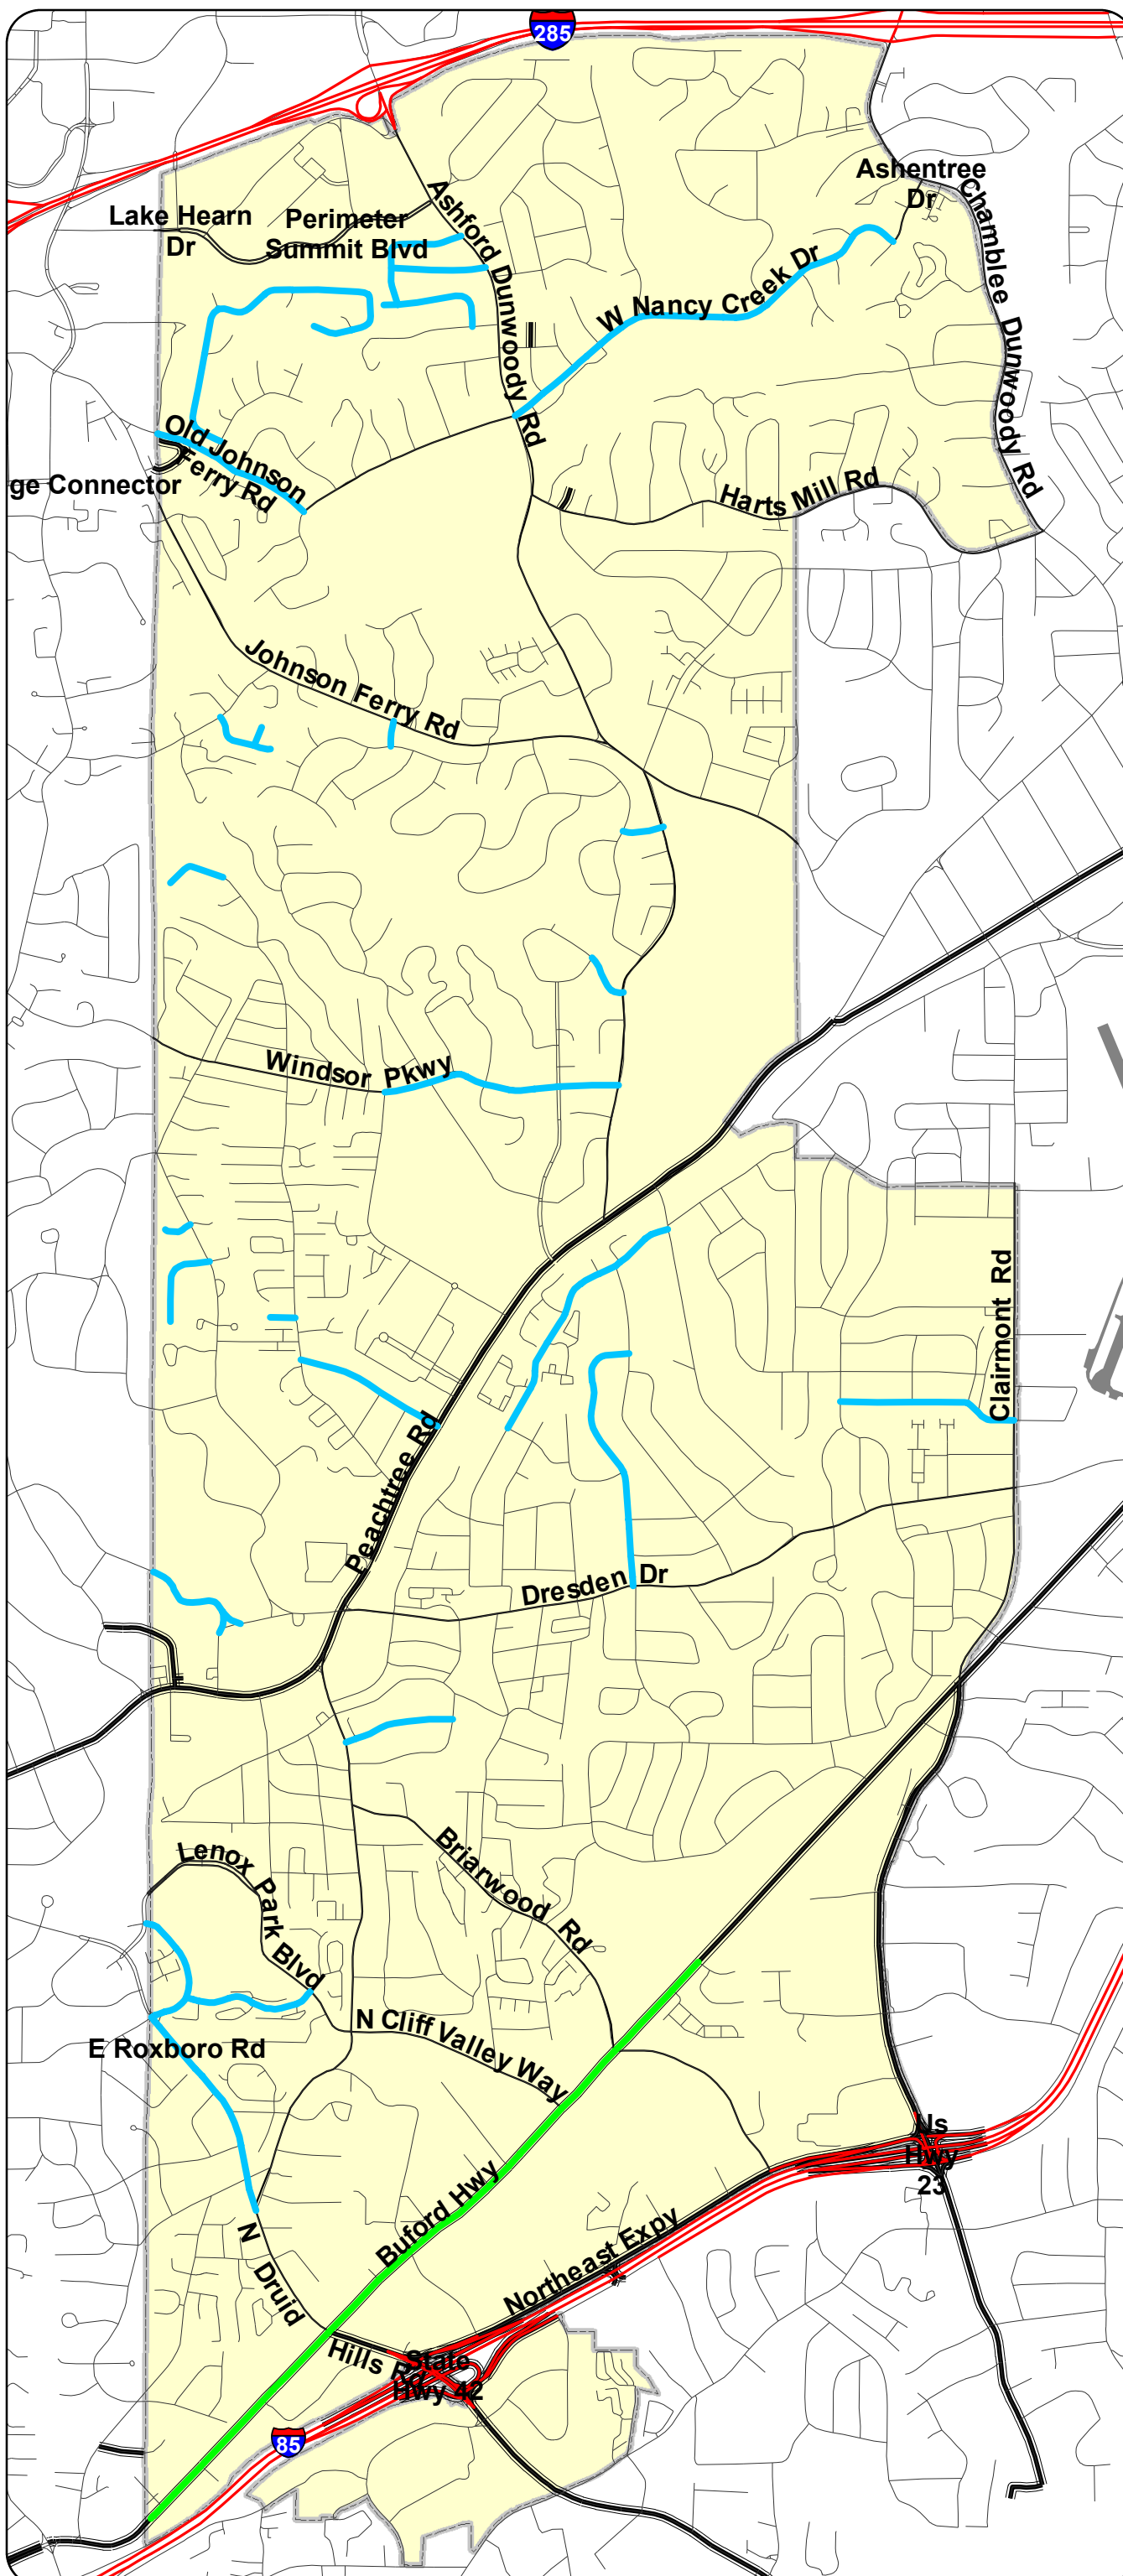 285
Ashentree
Dr
Lake Hearn
Dr
Perimeter
Summit Blvd
Ashford Dunwoody Rd
Chamblee Dunwoody Rd
W Nancy Creek Dr
Old Johnson
Ferry Rd
ge Connector
Harts Mill Rd
Johnson Ferry Rd
Windsor Pkwy
Clairmont Rd
Peachtree Rd
Dresden Dr
Briarwood Rd
Lenox Park Blvd
N Cliff Valley Way
E Roxboro Rd
Us
Hwy
23
Buford Hwy
Northeast Expy
N Druid Hills Rd
State
Hwy 42
85